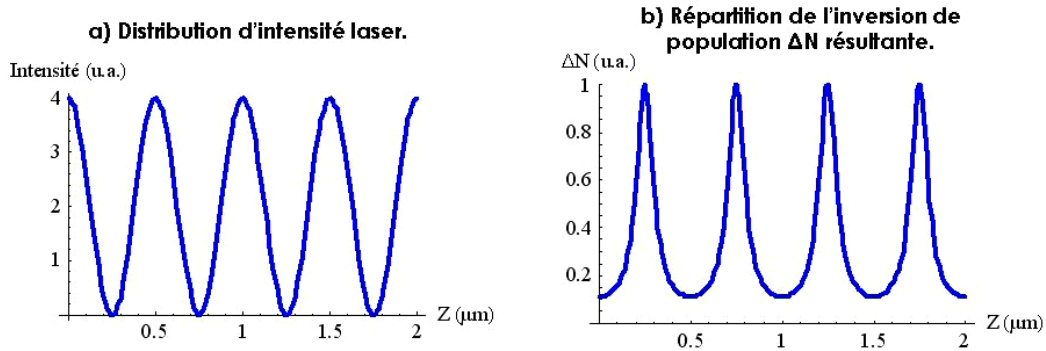 a) Distribution d'intensité laser.
Intensité (u.a.)
4
3
2
1
0.5
1
1.5
2
Z (µm)
b) Répartition de l'inversion de
population ΔN résultante.
ΔN (u.a.)
1
0.8
0.6
0.4
0.2
0.5
1
1.5
2
Z (µm)